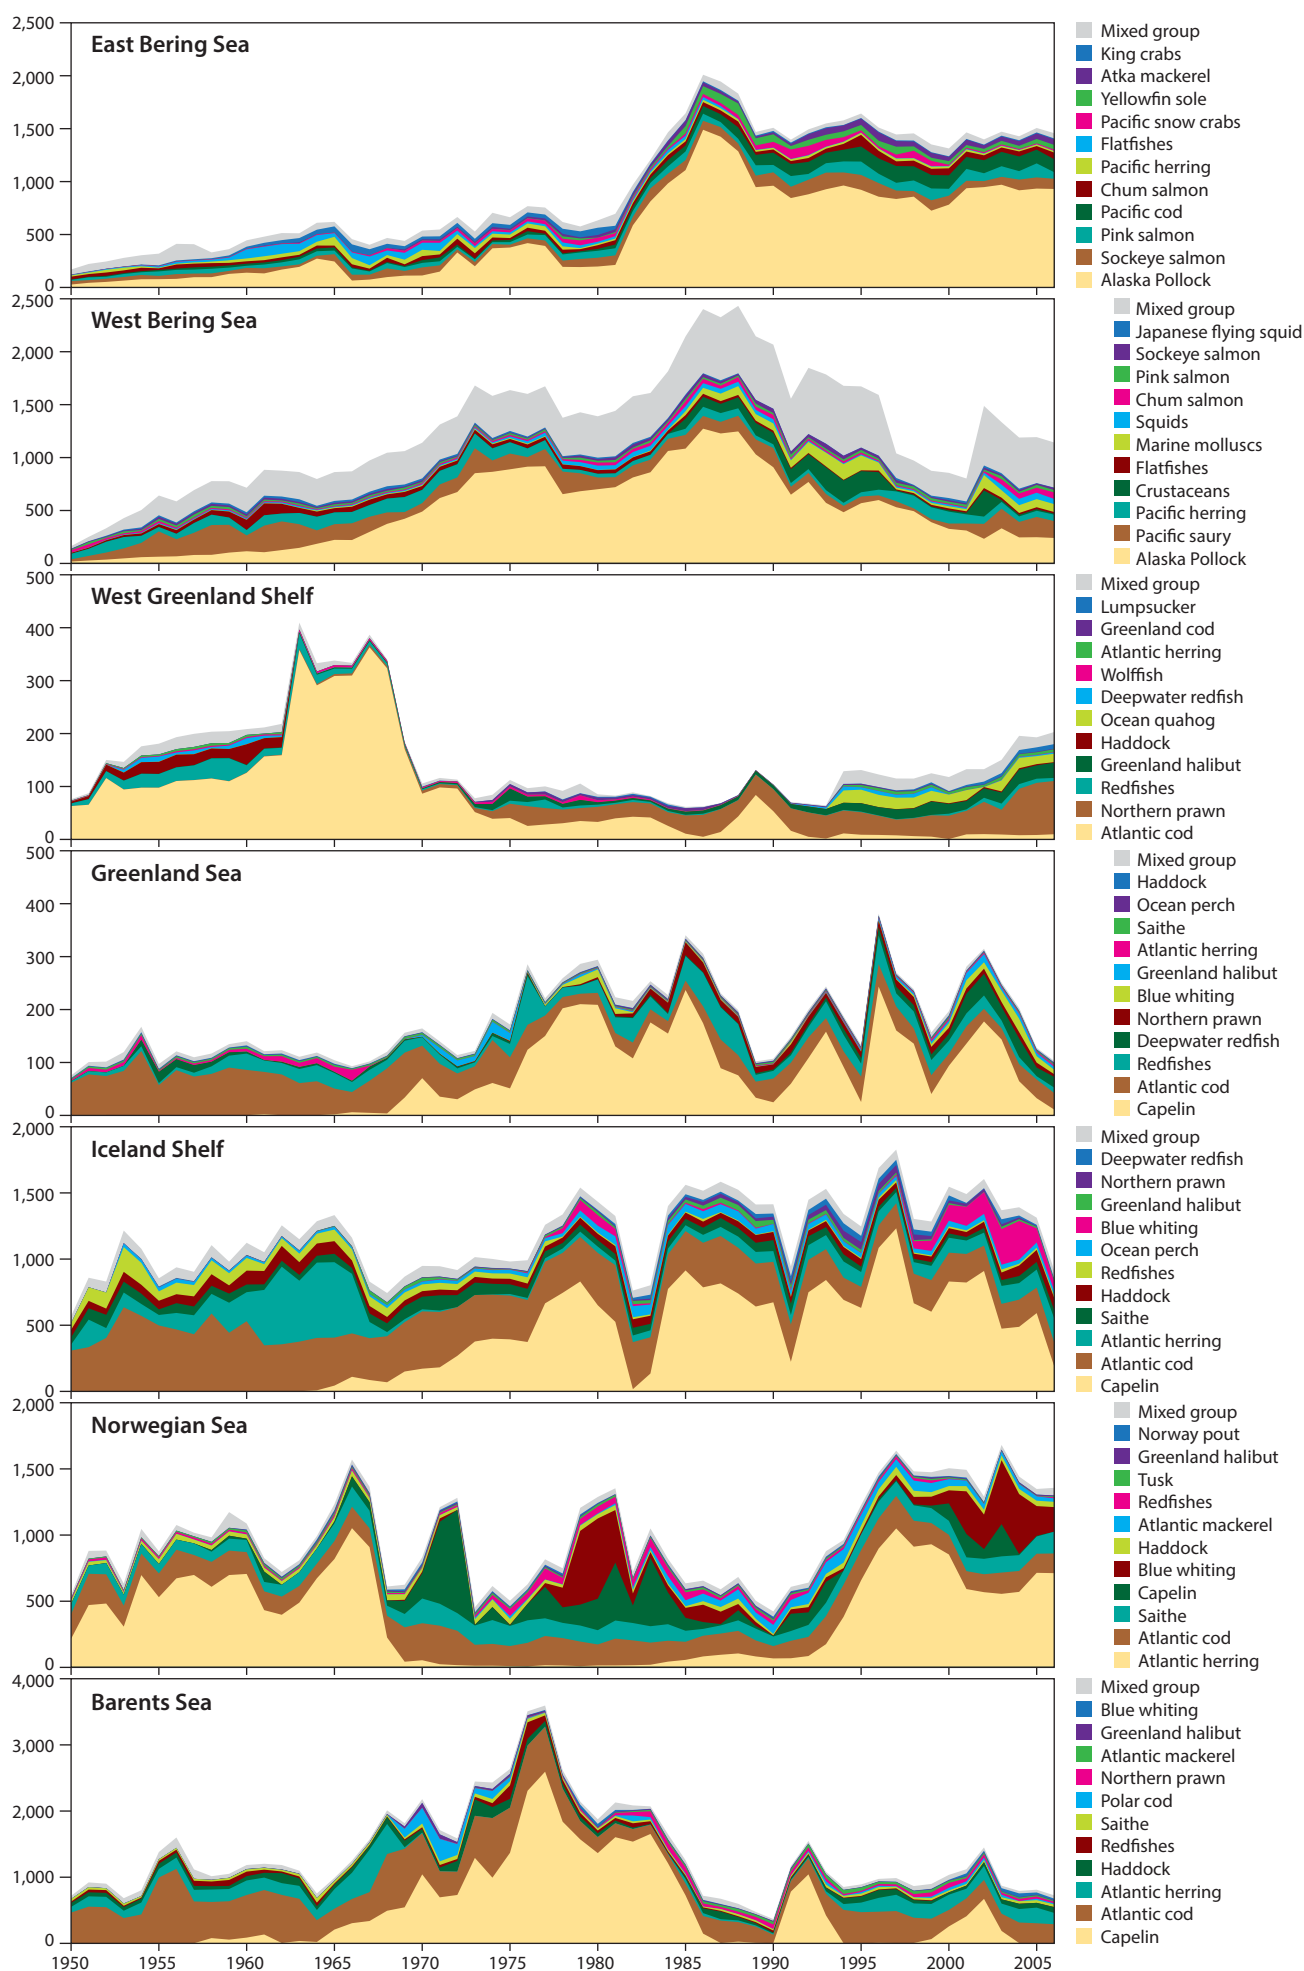 East Bering Sea
2,500
2,000
1,500
1,000
500
0
Mixed group
King crabs
Atka mackerel
Yellowfin sole
Pacific snow crabs
Flatfishes
Pacific herring
Chum salmon
Pacific cod
Pink salmon
Sockeye salmon
Alaska Pollock
West Bering Sea
2,500
2,000
1,500
1,000
500
0
Mixed group
Japanese flying squid
Sockeye salmon
Pink salmon
Chum salmon
Squids
Marine molluscs
Flatfishes
Crustaceans
Pacific herring
Pacific saury
Alaska Pollock
West Greenland Shelf
500
400
300
200
100
0
Mixed group
Lumpsucker
Greenland cod
Atlantic herring
Wolffish
Deepwater redfish
Ocean quahog
Haddock
Greenland halibut
Redfishes
Northern prawn
Atlantic cod
Greenland Sea
500
400
300
200
100
0
Mixed group
Haddock
Ocean perch
Saithe
Atlantic herring
Greenland halibut
Blue whiting
Northern prawn
Deepwater redfish
Redfishes
Atlantic cod
Capelin
Iceland Shelf
2,000
1,500
1,000
500
0
Mixed group
Deepwater redfish
Northern prawn
Greenland halibut
Blue whiting
Ocean perch
Redfishes
Haddock
Saithe
Atlantic herring
Atlantic cod
Capelin
Norwegian Sea
2,000
1,500
1,000
500
0
Mixed group
Norway pout
Greenland halibut
Tusk
Redfishes
Atlantic mackerel
Haddock
Blue whiting
Capelin
Saithe
Atlantic cod
Atlantic herring
Barents Sea
4,000
3,000
2,000
1,000
0
Mixed group
Blue whiting
Greenland halibut
Atlantic mackerel
Northern prawn
Polar cod
Saithe
Redfishes
Haddock
Atlantic herring
Atlantic cod
Capelin
1950 1955 1960 1965 1970 1975 1980 1985 1990 1995 2000 2005